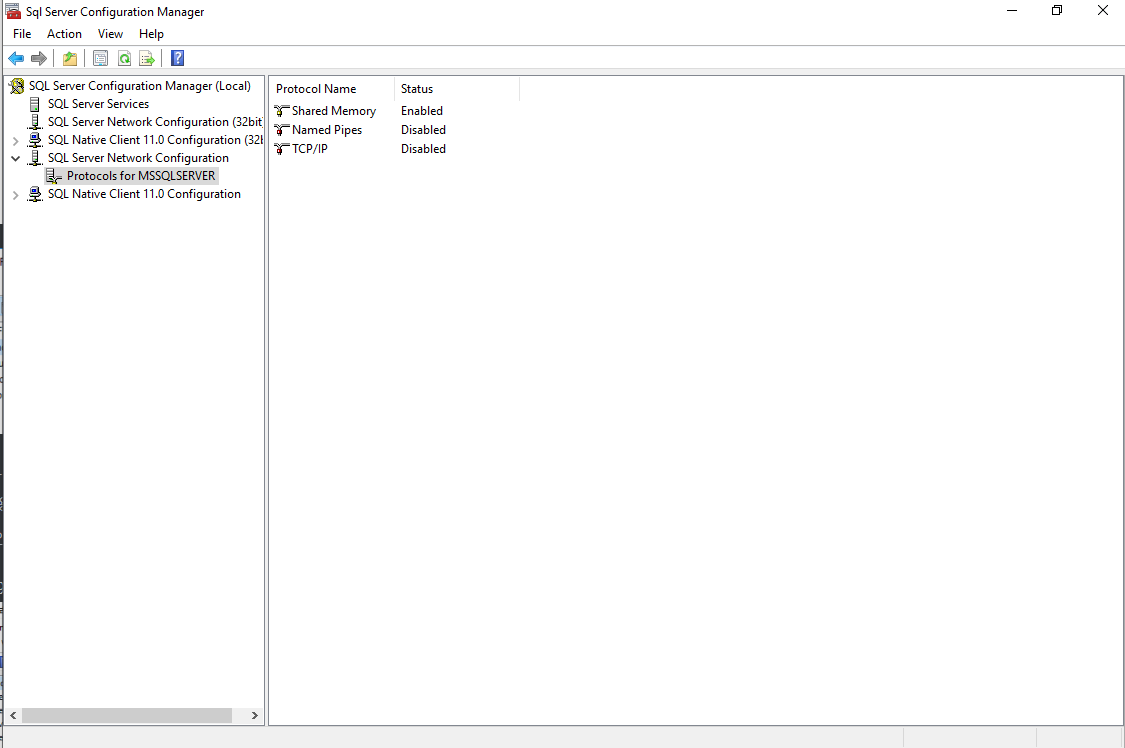 Sql Server Configuration Manager
File Action View Help
SQL Server Configuration Manager (Local)
SQL Server Services
SQL Server Network Configuration (32bit
SQL Native Client 11.0 Configuration (32b
SQL Server Network Configuration
Protocols for MSSQLSERVER
SQL Native Client 11.0 Configuration
Protocol Name Status
Shared Memory Enabled
Named Pipes Disabled
TCP/IP Disabled